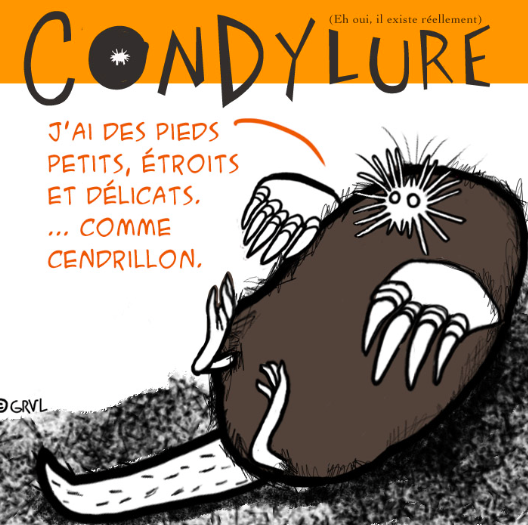 (Eh oui, il existe réellement)
CONDYLURE
J'AI DES PIEDS
PETITS, ÉTROITS
ET DÉLICATS.
... COMME
CENDRILLON.
© GRVL